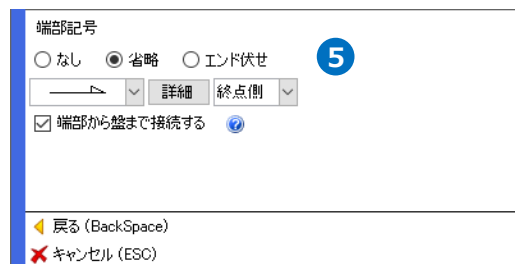 端部記号
なし 省略 エンド伏せ 5
詳細 終点側
端部から盤まで接続する ?
戻る (BackSpace)
キャンセル (ESC)